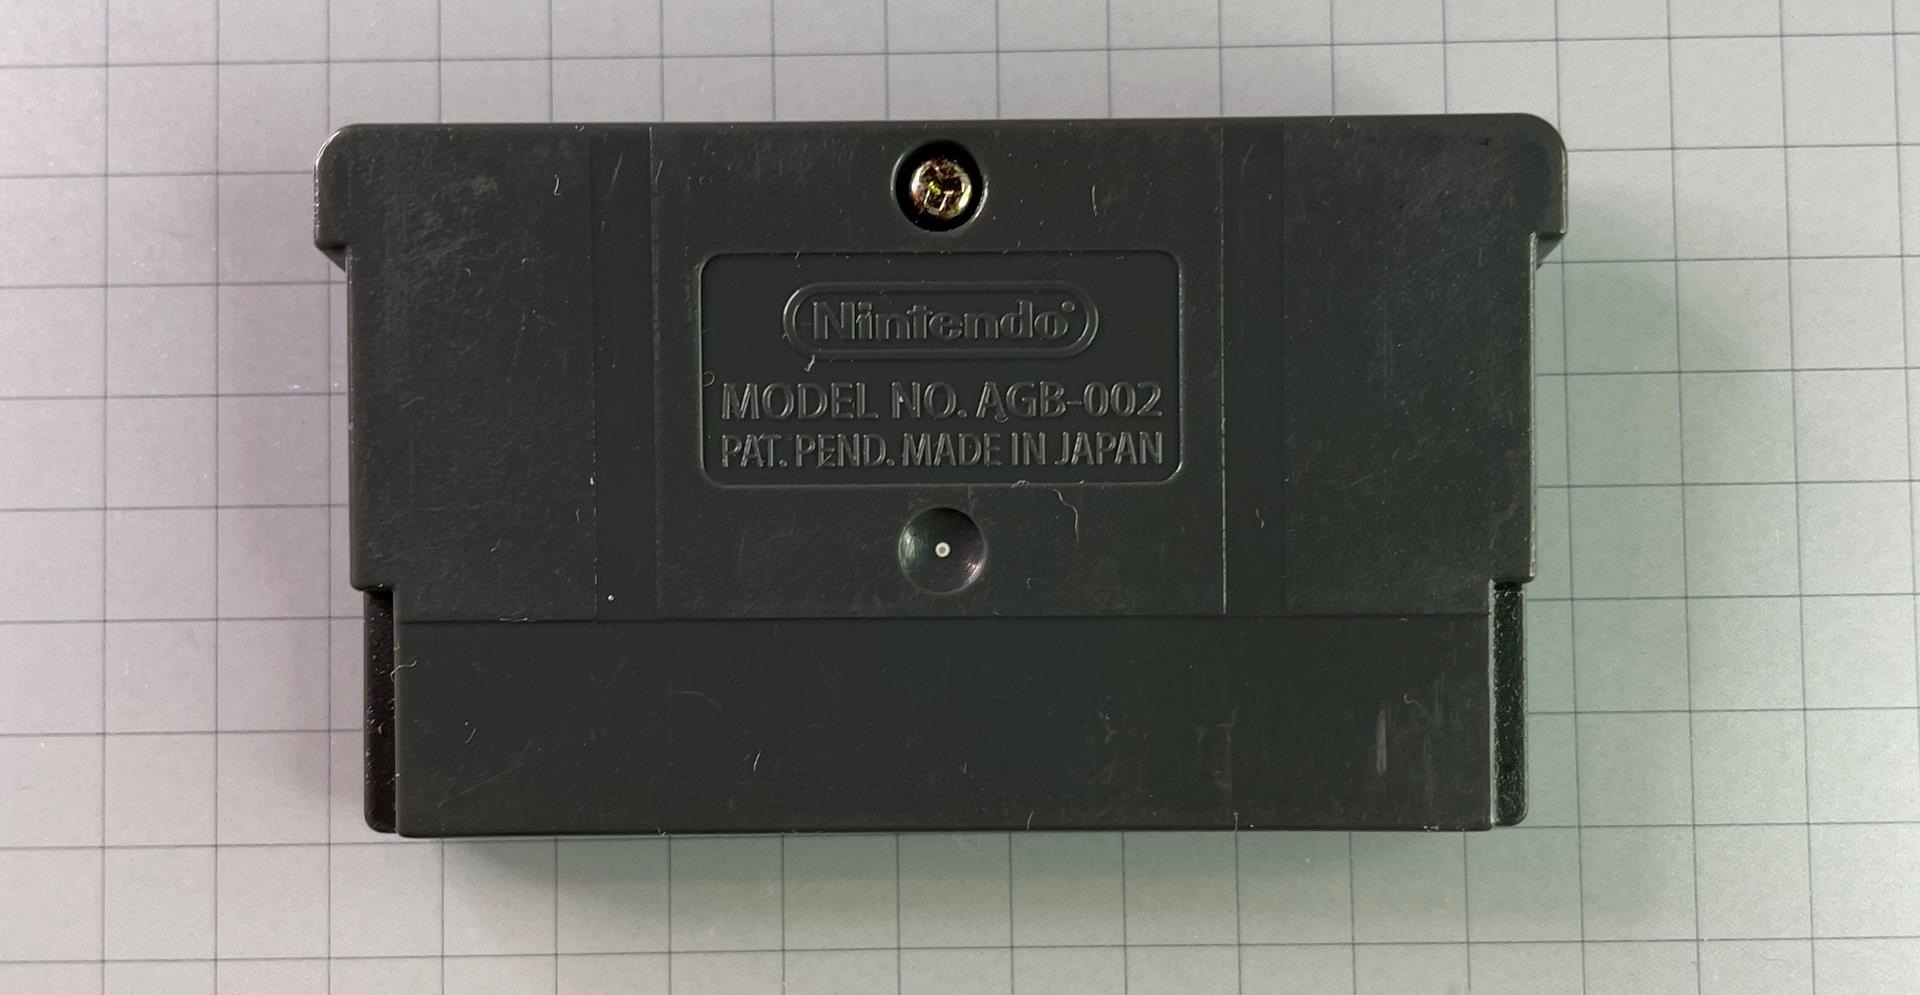 Nintendo
MODEL NO. AGB-002
PAT. PEND. MADE IN JAPAN